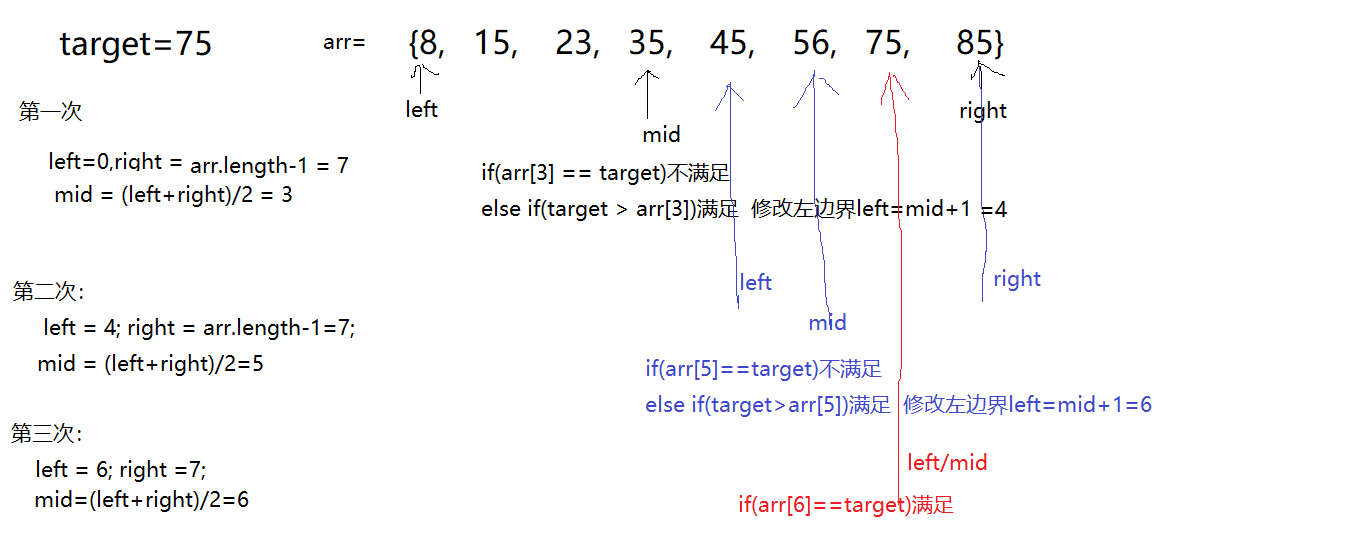 target=75 arr= {8, 15, 23, 35, 45, 56, 75, 85}
left right
第一次
mid
left=0,right = arr.length-1 = 7
if(arr[3] == target)不满足
mid = (left+right)/2 = 3
else if(target > arr[3])满足 修改左边界left=mid+1 =4
left right
第二次：
left = 4; right = arr.length-1=7;
mid
mid = (left+right)/2=5
if(arr[5]==target)不满足
else if(target>arr[5])满足 修改左边界left=mid+1=6
第三次：
left = 6; right =7;
left/mid
mid=(left+right)/2=6
if(arr[6]==target)满足